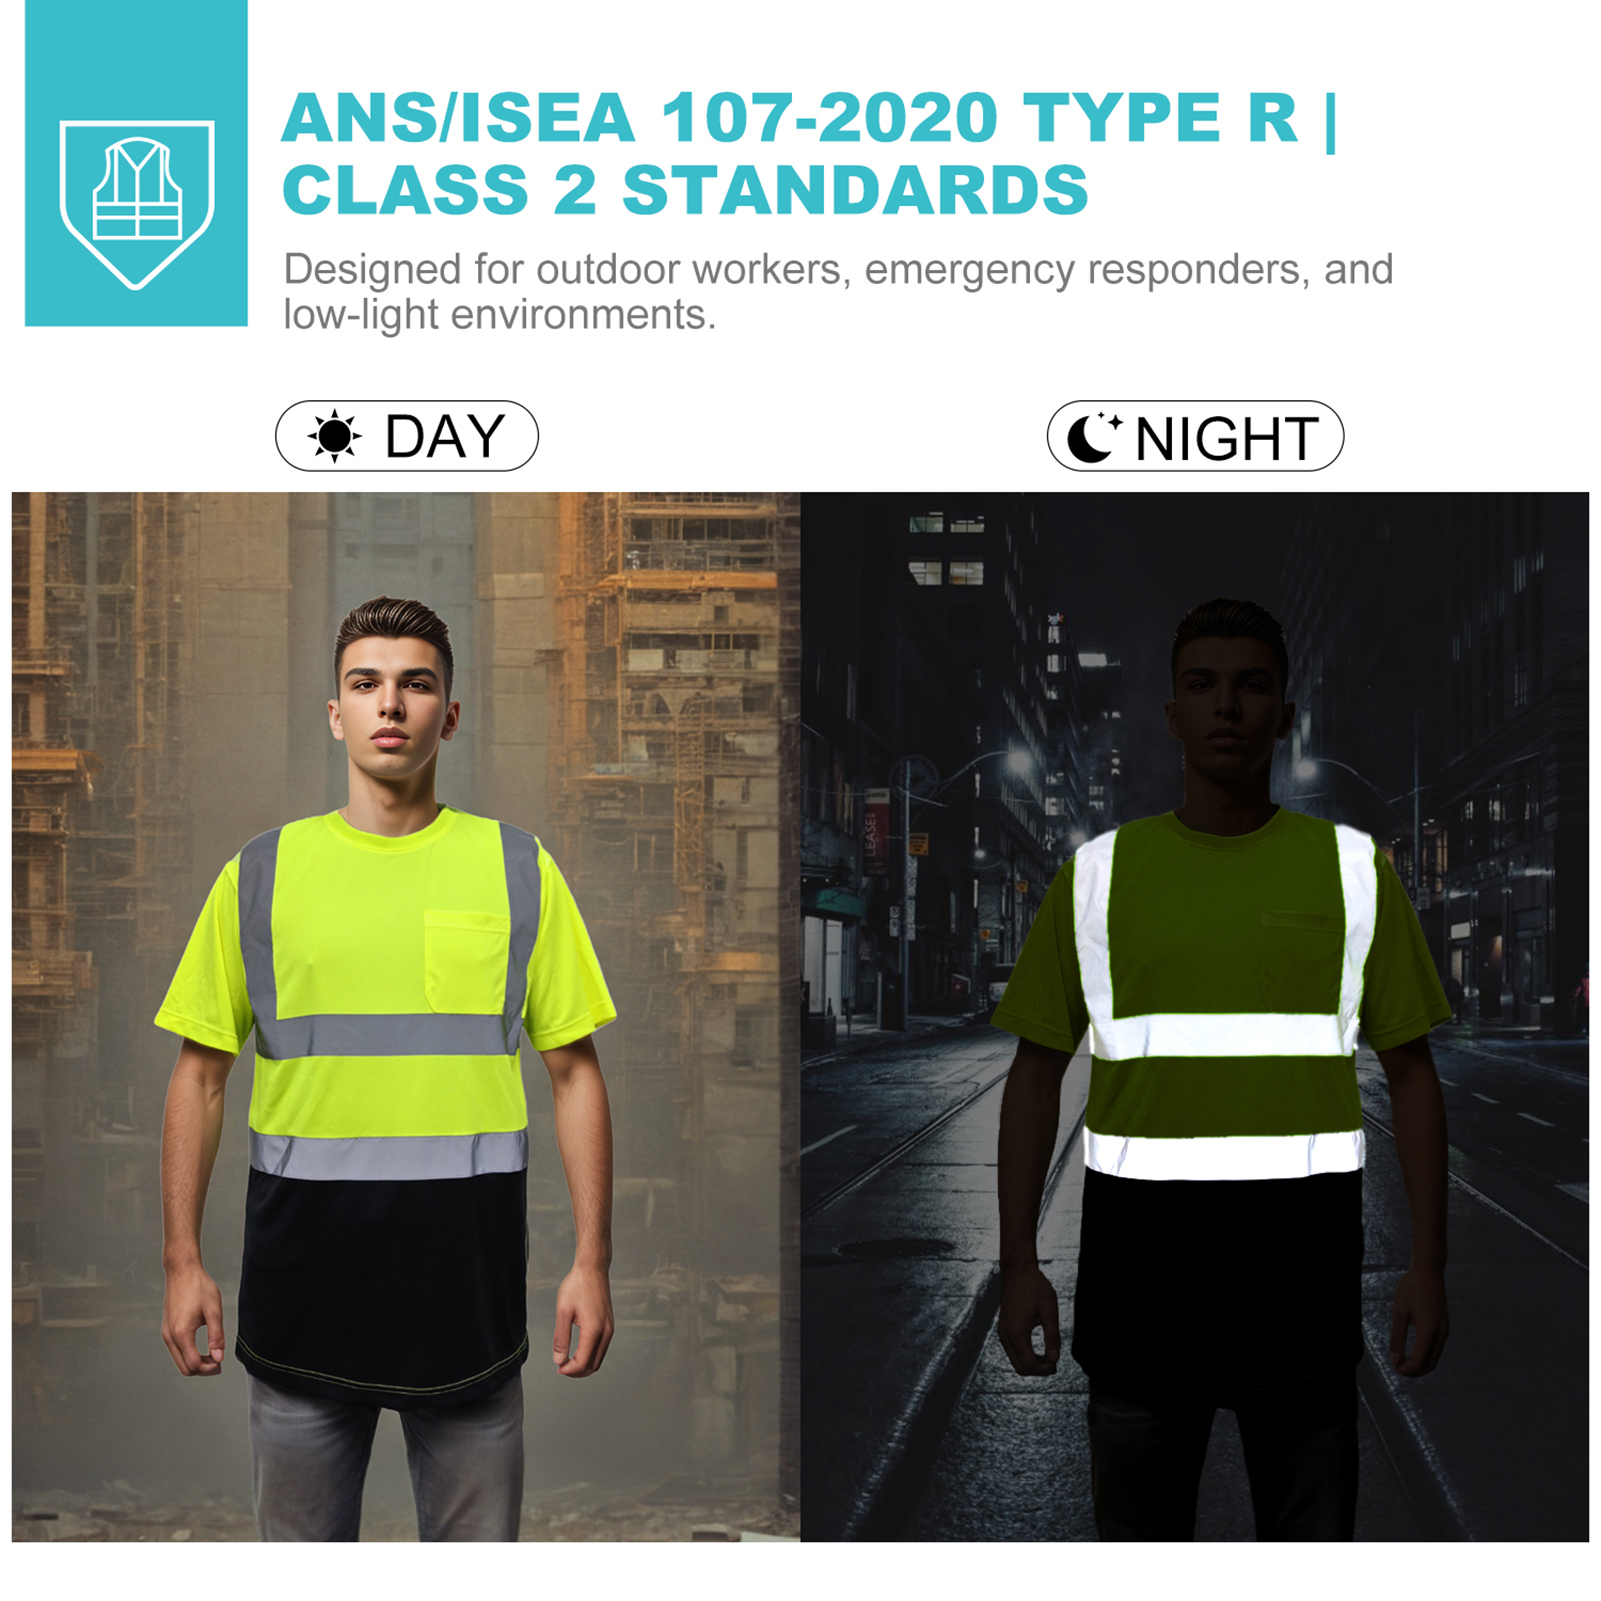 ANS/ISEA 107-2020 TYPE R |
CLASS 2 STANDARDS
Designed for outdoor workers, emergency responders, and
low-light environments.
DAY
NIGHT
LEASE